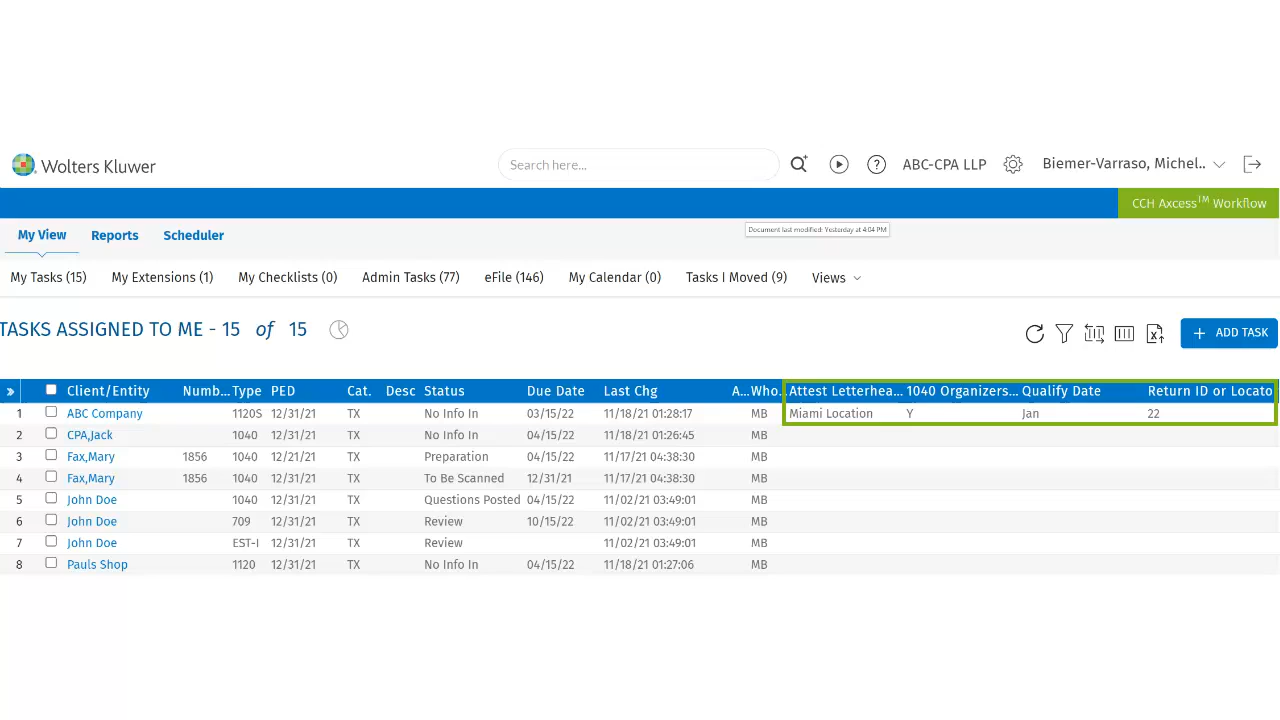 Wolters Kluwer Search here... ABC-CPA LLP Biemer-Varraso, Michel..
CCH Axcess™ Workflow
My View Reports Scheduler
Document last modified: Yesterday at 4:04 PM
My Tasks (15) My Extensions (1) My Checklists (0) Admin Tasks (77) eFile (146) My Calendar (0) Tasks I Moved (9) Views
TASKS ASSIGNED TO ME - 15 of 15
+ ADD TASK
» Client/Entity Numb... Type PED Cat. Desc Status Due Date Last Chg A... Who... Attest Letterhea... 1040 Organizers... Qualify Date Return ID or Locato
1 ABC Company 1120S 12/31/21 TX No Info In 03/15/22 11/18/21 01:28:17 MB Miami Location Y Jan 22
2 CPA,Jack 1040 12/31/21 TX No Info In 04/15/22 11/18/21 01:26:45 MB
3 Fax,Mary 1856 1040 12/31/21 TX Preparation 04/15/22 11/17/21 04:38:30 MB
4 Fax,Mary 1856 1040 12/21/21 TX To Be Scanned 12/31/21 11/17/21 04:38:30 MB
5 John Doe 1040 12/31/21 TX Questions Posted 04/15/22 11/02/21 03:49:01 MB
6 John Doe 709 12/31/21 TX Review 10/15/22 11/02/21 03:49:01 MB
7 John Doe EST-I 12/31/21 TX Review 11/02/21 03:49:01 MB
8 Pauls Shop 1120 12/31/21 TX No Info In 04/15/22 11/18/21 01:27:06 MB